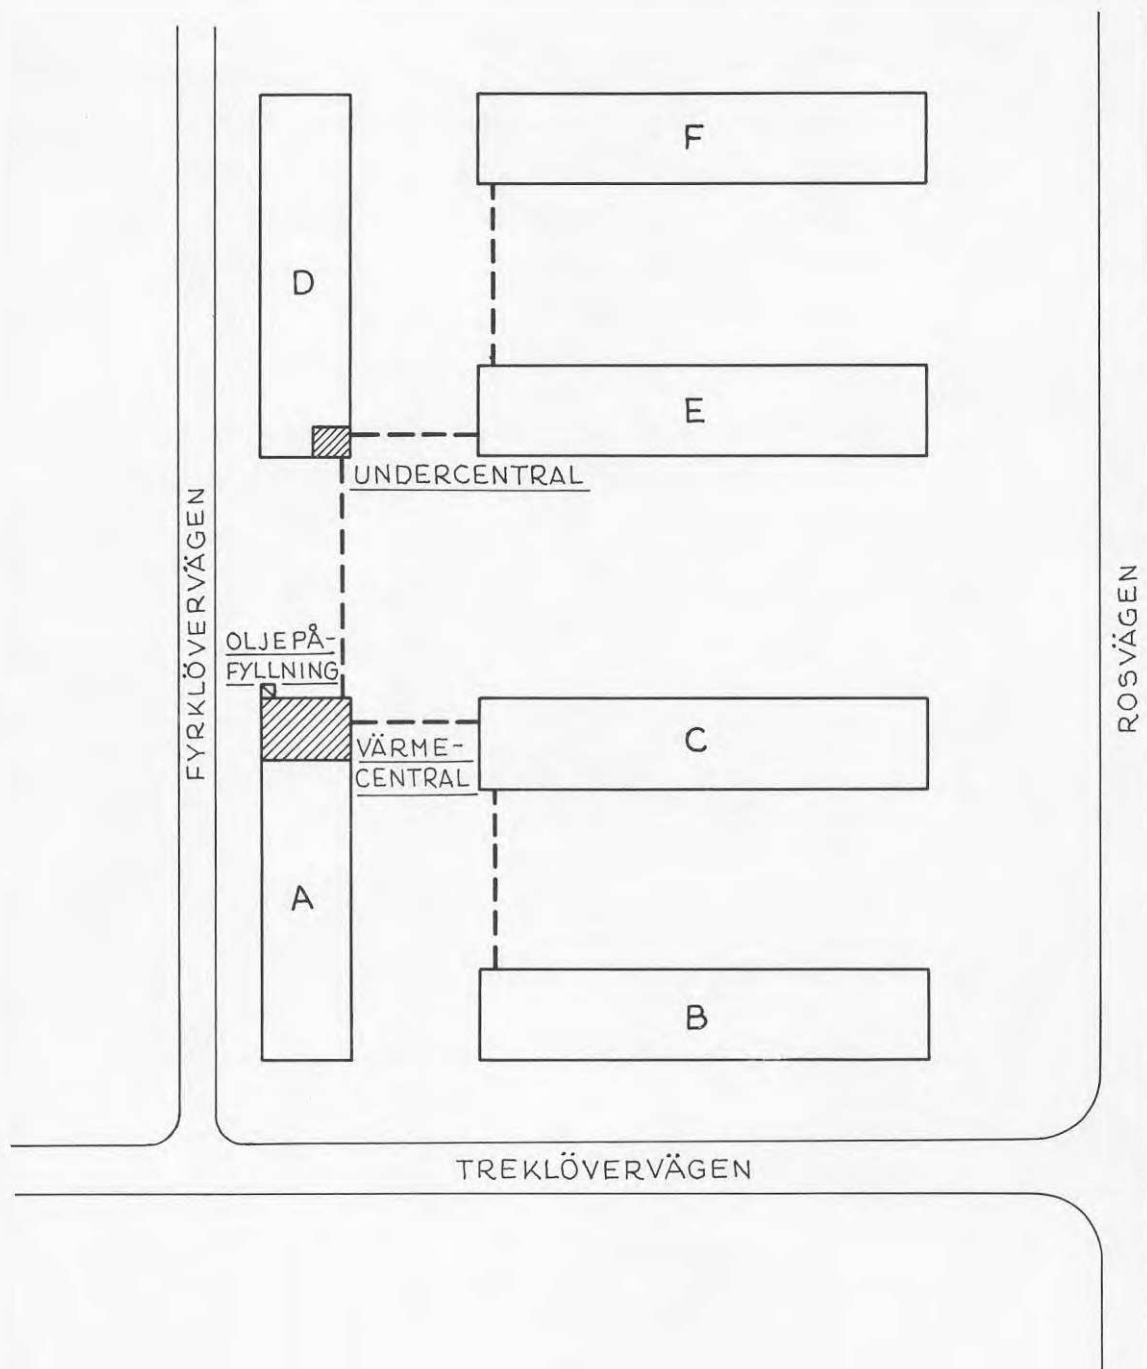 F
D
E
UNDERCENTRAL
FYRKLÖVERVÄGEN
ROSVÄGEN
OLJEPÅ-
FYLLNING
C
VÄRME-
CENTRAL
A
B
TREKLÖVERVÄGEN